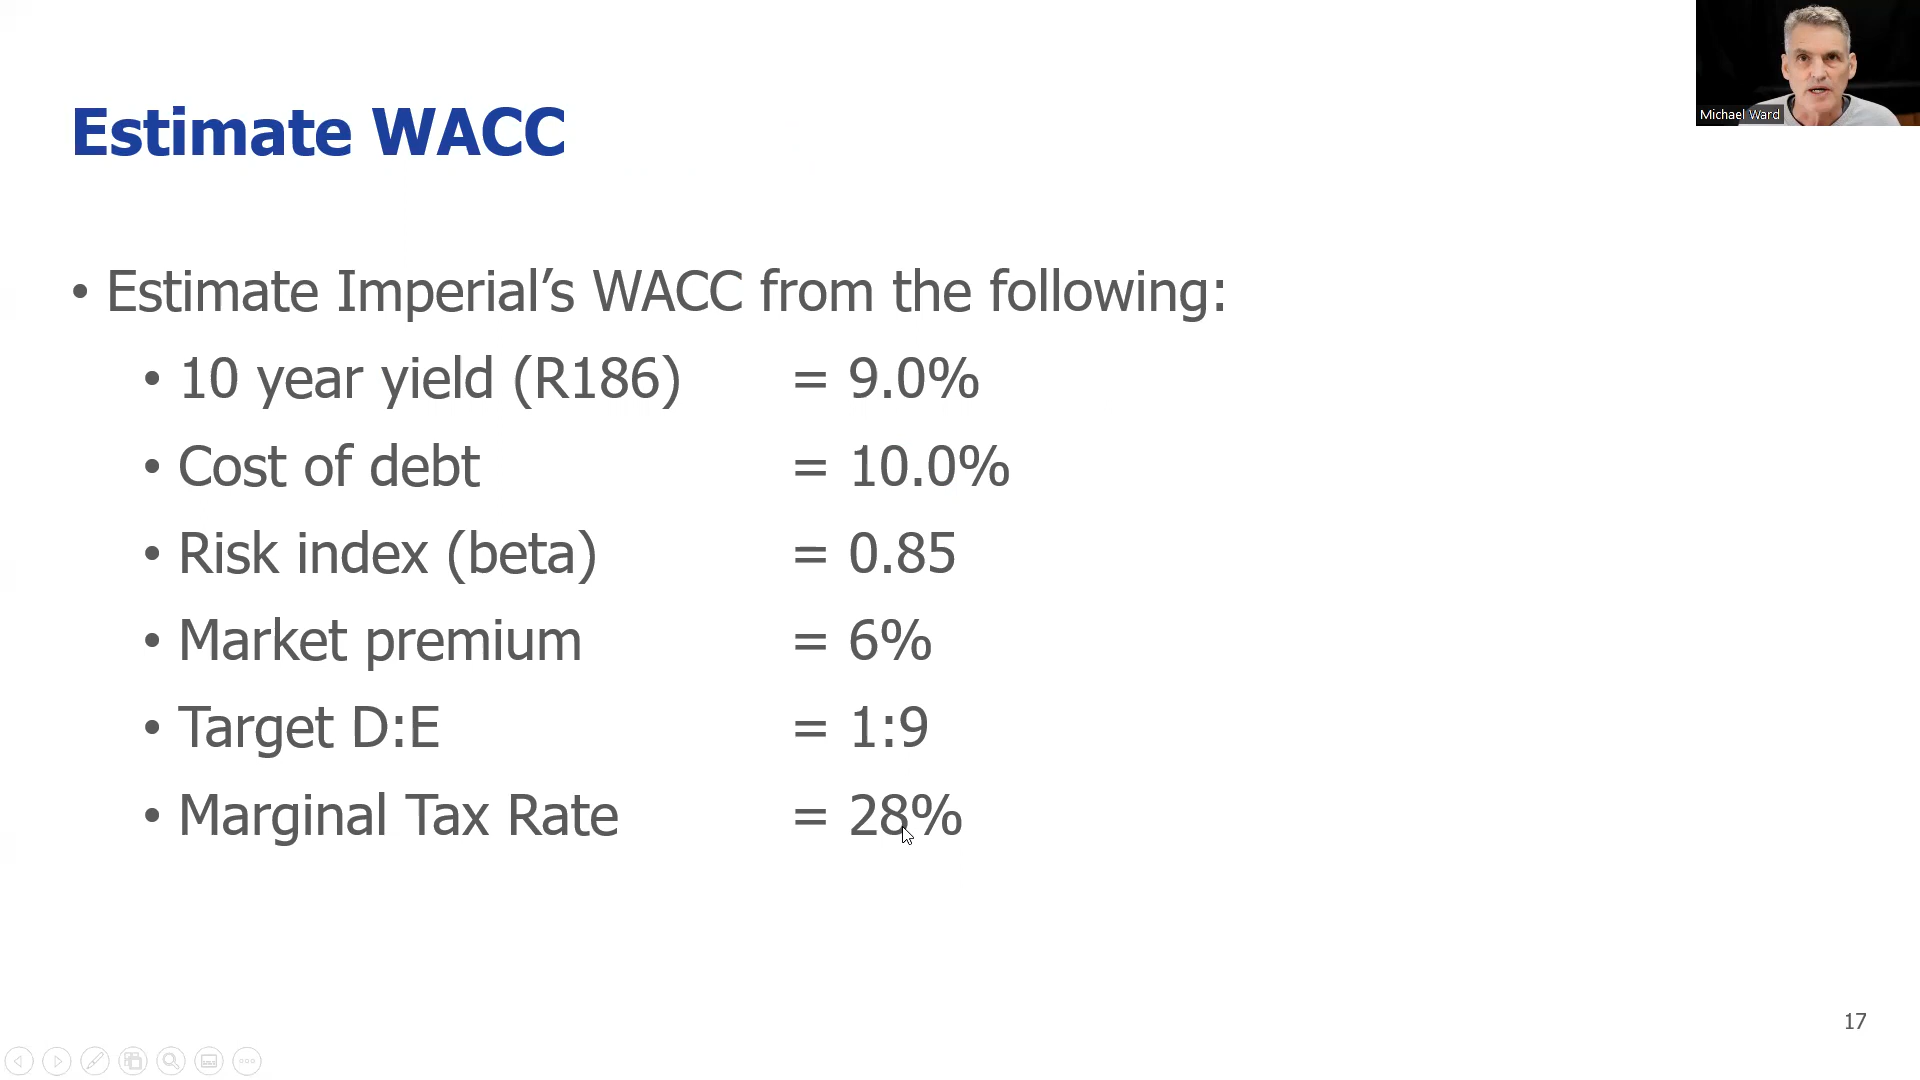 Michael Ward
Estimate WACC
• Estimate Imperial’s WACC from the following:
• 10 year yield (R186) = 9.0%
• Cost of debt = 10.0%
• Risk index (beta) = 0.85
• Market premium = 6%
• Target D:E = 1:9
• Marginal Tax Rate = 28%
17